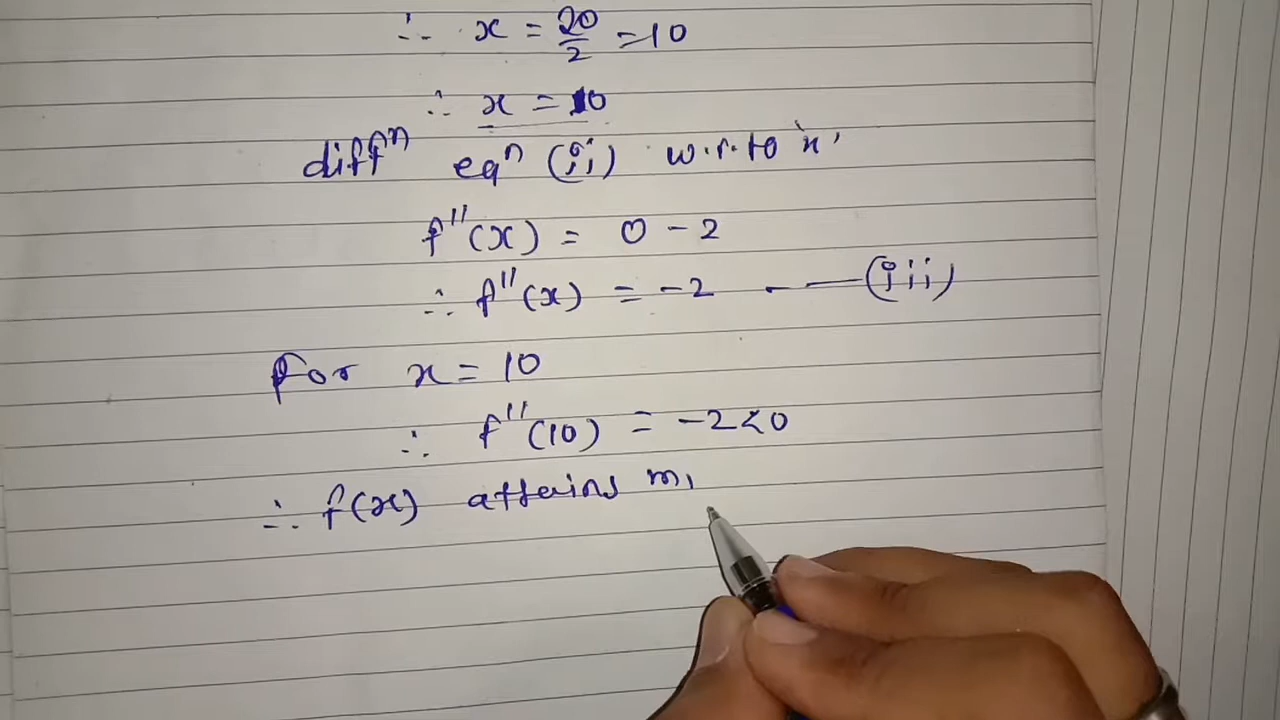 ∴ x = 20/2 = 10
∴ x = 10
diffⁿ eqⁿ (ii) w.r.to 'x'
f''(x) = 0 - 2
∴ f''(x) = -2 - — (iii)
For x = 10
∴ f''(10) = -2<0
∴ f(x) attains m